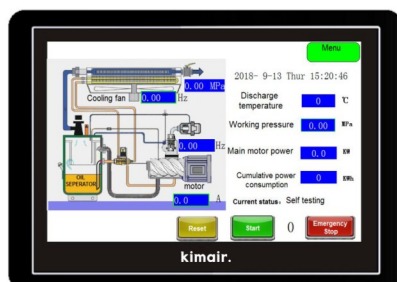 Menu
2018- 9-13 Thur 15:20:46
0.00 MPa
Cooling fan 0.00 Hz
Discharge temperature 0 ℃
Working pressure 0.00 MPa
0.00 Hz
Main motor power 0.0 KW
OIL SEPERATOR
motor
Cumulative power consumption 0 KWh
0.0 A
Current status: Self testing
Reset
Start
0
Emergency Stop
kimair.